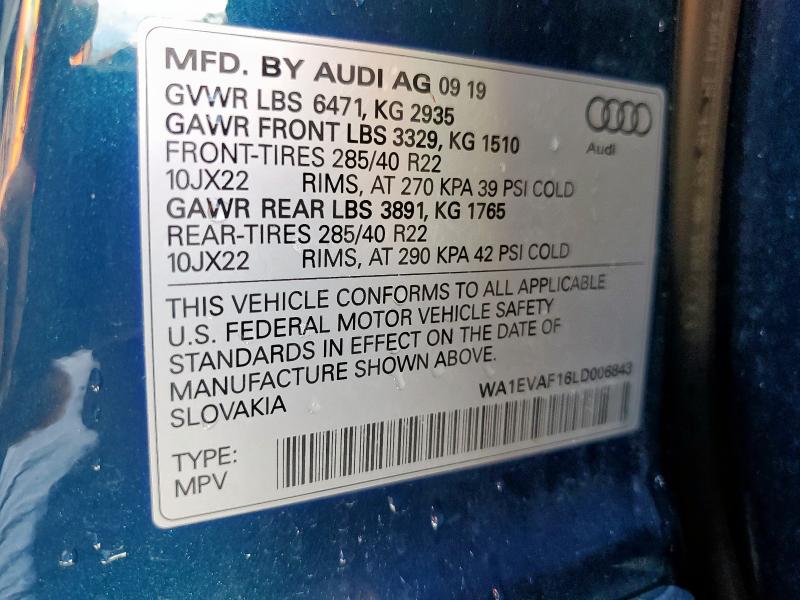 MFD. BY AUDI AG 09 19
GVWR LBS 6471, KG 2935
GAWR FRONT LBS 3329, KG 1510
FRONT-TIRES 285/40 R22
10JX22 RIMS, AT 270 KPA 39 PSI COLD
GAWR REAR LBS 3891, KG 1765
REAR-TIRES 285/40 R22
10JX22 RIMS, AT 290 KPA 42 PSI COLD
Audi
THIS VEHICLE CONFORMS TO ALL APPLICABLE
U.S. FEDERAL MOTOR VEHICLE SAFETY
STANDARDS IN EFFECT ON THE DATE OF
MANUFACTURE SHOWN ABOVE.
SLOVAKIA
WA1EVAF16LD006843
TYPE:
MPV